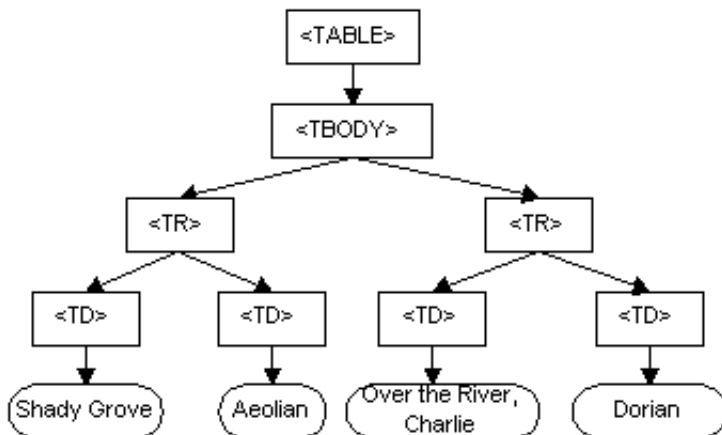 <TABLE>
<TBODY>
<TR> <TR>
<TD> <TD> <TD> <TD>
Shady Grove Aeolian Over the River, Charlie Dorian